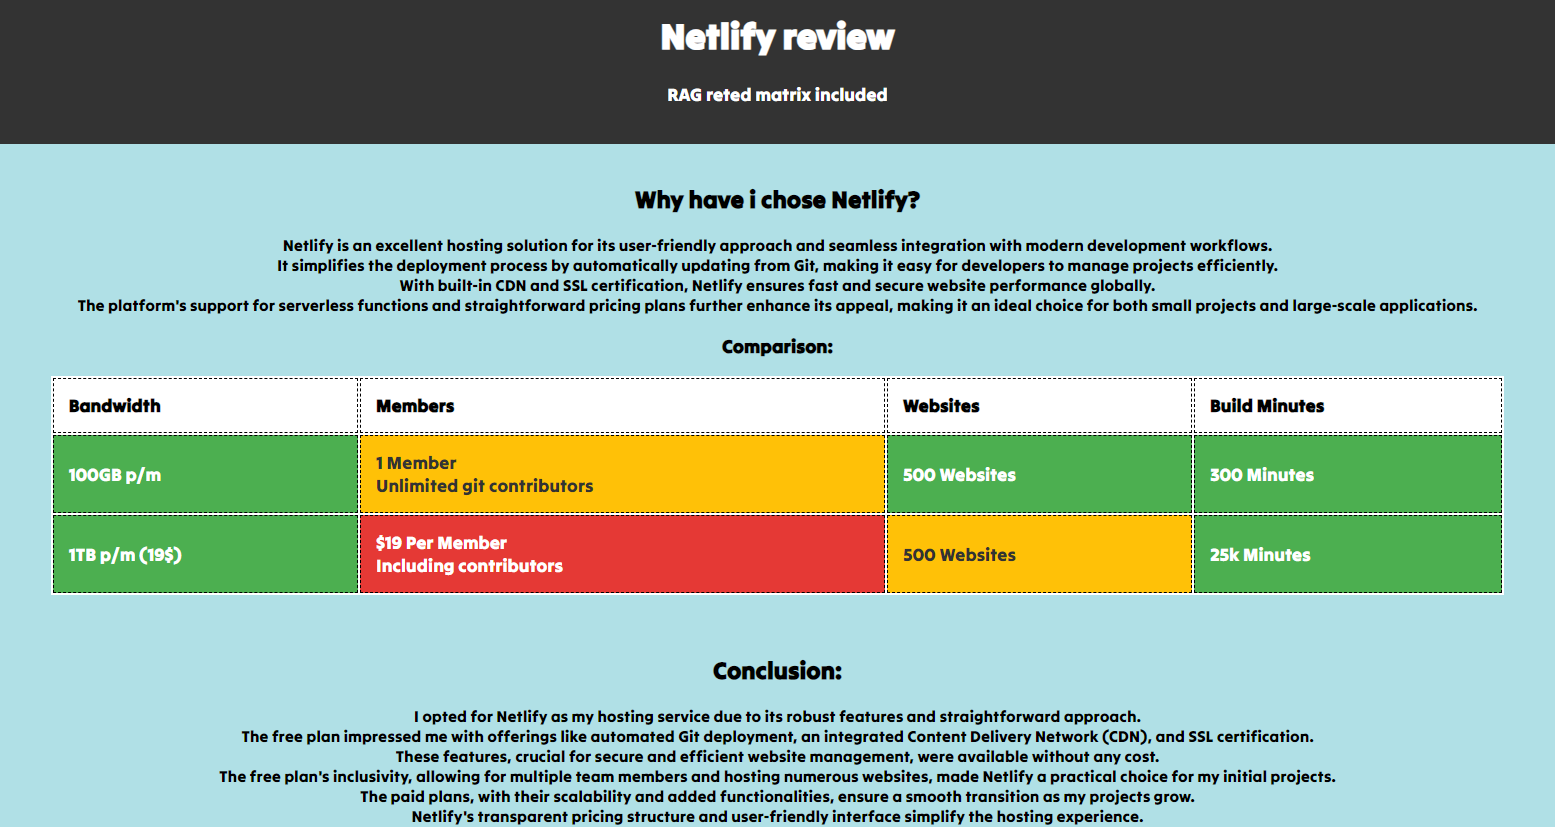 Netlify review
RAG reted matrix included
Why have i chose Netlify?
Netlify is an excellent hosting solution for its user-friendly approach and seamless integration with modern development workflows.
It simplifies the deployment process by automatically updating from Git, making it easy for developers to manage projects efficiently.
With built-in CDN and SSL certification, Netlify ensures fast and secure website performance globally.
The platform's support for serverless functions and straightforward pricing plans further enhance its appeal, making it an ideal choice for both small projects and large-scale applications.
Comparison:
Bandwidth Members Websites Build Minutes
100GB p/m 1 Member 500 Websites 300 Minutes
Unlimited git contributors
1TB p/m (19$) $19 Per Member 500 Websites 25k Minutes
Including contributors
Conclusion:
I opted for Netlify as my hosting service due to its robust features and straightforward approach.
The free plan impressed me with offerings like automated Git deployment, an integrated Content Delivery Network (CDN), and SSL certification.
These features, crucial for secure and efficient website management, were available without any cost.
The free plan's inclusivity, allowing for multiple team members and hosting numerous websites, made Netlify a practical choice for my initial projects.
The paid plans, with their scalability and added functionalities, ensure a smooth transition as my projects grow.
Netlify's transparent pricing structure and user-friendly interface simplify the hosting experience.